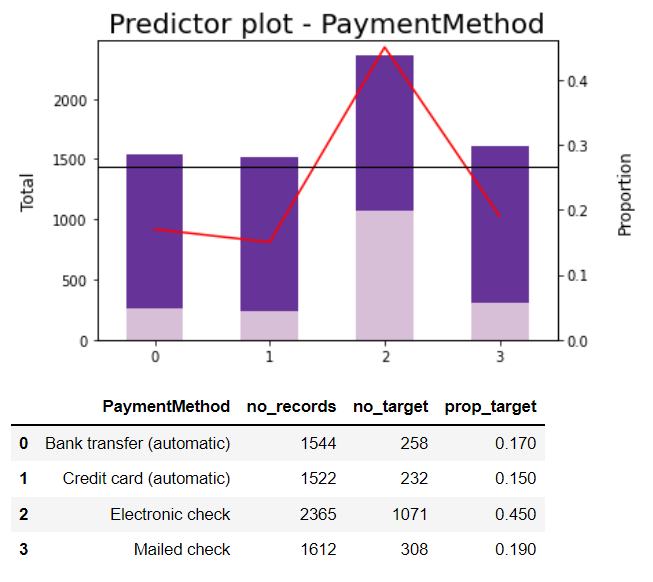 Predictor plot - PaymentMethod
2000
1500
1000
500
0
Total
0.4
0.3
0.2
0.1
0.0
Proportion
0 1 2 3
PaymentMethod no_records no_target prop_target
0 Bank transfer (automatic) 1544 258 0.170
1 Credit card (automatic) 1522 232 0.150
2 Electronic check 2365 1071 0.450
3 Mailed check 1612 308 0.190